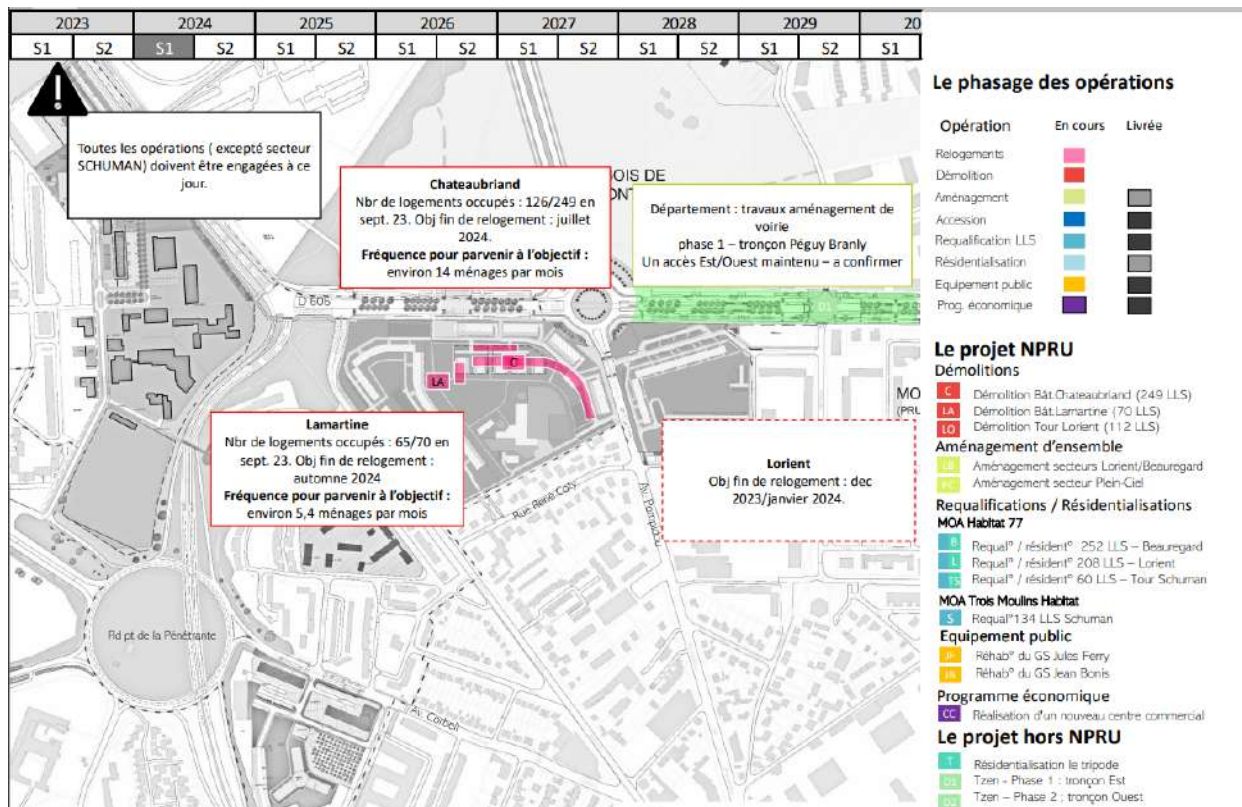 2023 2024 2025 2026 2027 2028 2029 20
S1 S2 S1 S2 S1 S2 S1 S2 S1 S2 S1 S2 S1 S2 S1
!
Toutes les opérations ( excepté secteur
SCHUMAN) doivent être engagées à ce
jour.
Chateaubriand
Nbr de logements occupés : 126/249 en
sept. 23. Obj fin de relogement : juillet
2024.
Fréquence pour parvenir à l'objectif :
environ 14 ménages par mois
OIS DE
ONT
Département : travaux aménagement de
voirie
phase 1 – tronçon Péguy Branly
Un accès Est/Ouest maintenu – a confirmer
D 606
D1
C
LA
MO
(PRU
Lamartine
Nbr de logements occupés : 65/70 en
sept. 23. Obj fin de relogement :
automne 2024
Fréquence pour parvenir à l'objectif :
environ 5,4 ménages par mois
Lorient
Obj fin de relogement : dec
2023/janvier 2024.
Rue René Coty
Av. Pompidou
Rd pt de la Pénétrante
Av. Corbeil
Le phasage des opérations
Opération En cours Livrée
Relogements
Démolition
Aménagement
Accession
Requalification LLS
Résidentialisation
Equipement public
Prog. économique
Le projet NPRU
Démolitions
C Démolition Bât.Chateaubriand (249 LLS)
LA Démolition Bât.Lamartine (70 LLS)
LO Démolition Tour Lorient (112 LLS)
Aménagement d'ensemble
LB Aménagement secteurs Lorient/Beauregard
PC Aménagement secteur Plein-Ciel
Requalifications / Résidentialisations
MOA Habitat 77
B Requal° / résident° 252 LLS – Beauregard
L Requal° / résident° 208 LLS – Lorient
TS Requal° / résident° 60 LLS – Tour Schuman
MOA Trois Moulins Habitat
S Requal°134 LLS Schuman
Equipement public
JF Réhab° du GS Jules Ferry
JB Réhab° du GS Jean Bonis
Programme économique
CC Réalisation d'un nouveau centre commercial
Le projet hors NPRU
T Résidentialisation le tripode
D1 Tzen - Phase 1 : tronçon Est
D2 Tzen – Phase 2 : tronçon Ouest